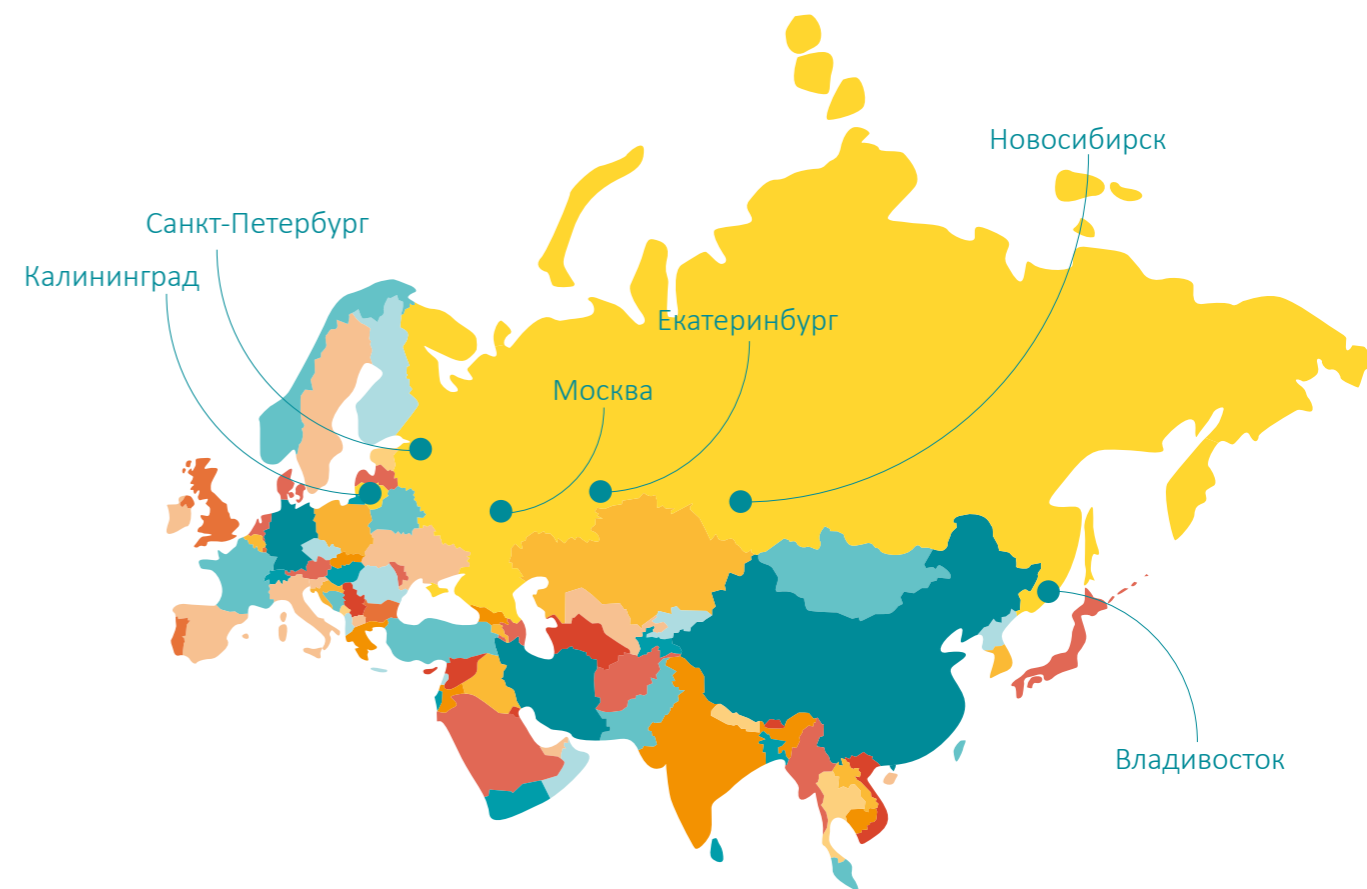 Новосибирск
Санкт-Петербург
Калининград
Екатеринбург
Москва
Владивосток